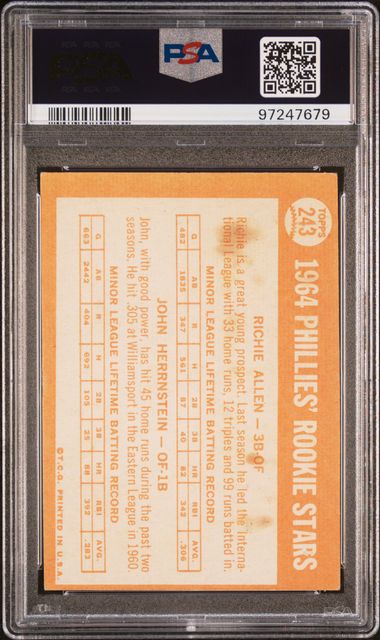 PSA
PSA
97247679
TOPPS
243
1964 PHILLIES' ROOKIE STARS
RICHIE ALLEN — 3B-OF
Richie is a great young prospect. Last season he led the Interna-
tional League with 33 home runs, 12 triples and 99 runs batted in.
MINOR LEAGUE LIFETIME BATTING RECORD
G AB R H 2B 3B HR RBI AVG.
482 1835 347 561 87 49 82 342 .306
JOHN HERRNSTEIN — OF-1B
John, with good power, has hit 45 home runs during the past two
seasons. He hit .305 at Williamsport in the Eastern League in 1960.
MINOR LEAGUE LIFETIME BATTING RECORD
G AB R H 2B 3B HR RBI AVG.
663 2442 404 692 105 25 88 392 .283
©T.C.G. PRINTED IN U.S.A.